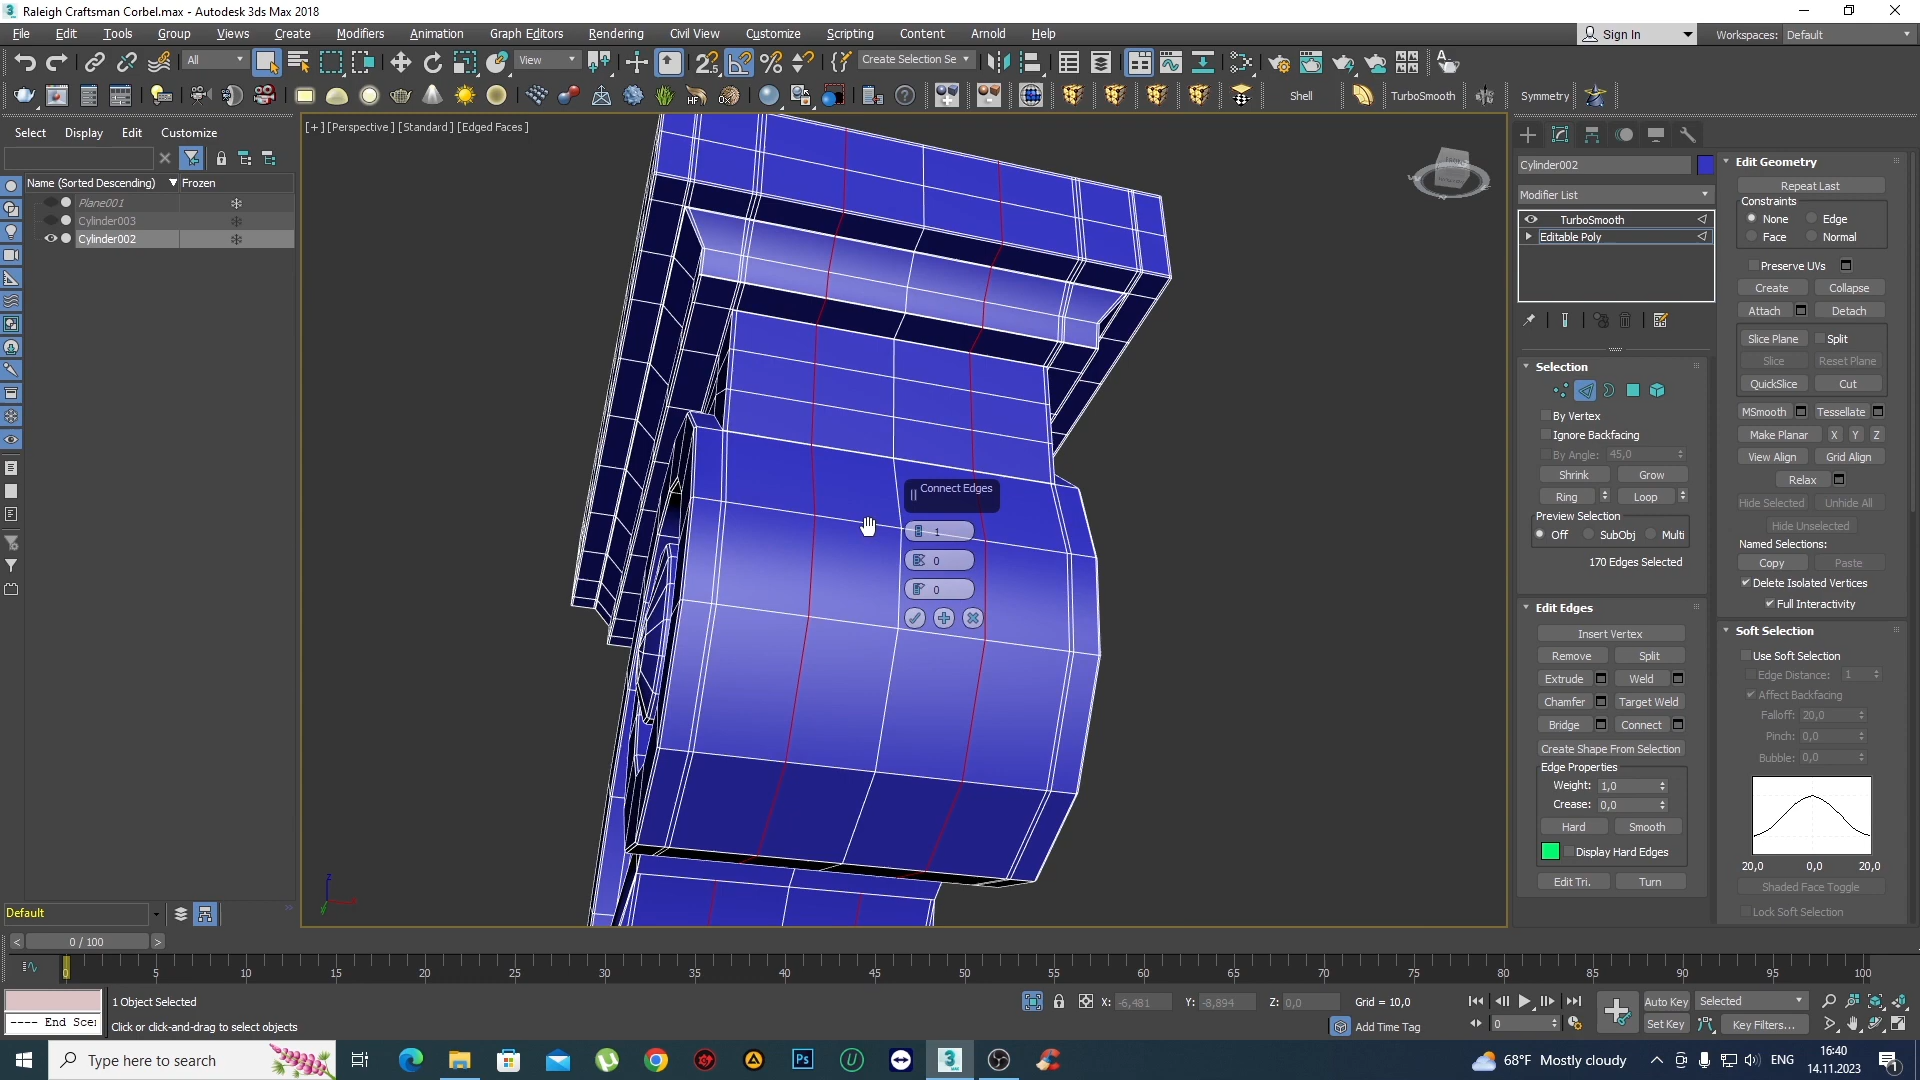 Raleigh Craftsman Corbel.max - Autodesk 3ds Max 2018
File Edit Tools Group Views Create Modifiers Animation Graph Editors Rendering Civil View Customize Scripting Content Arnold Help
Sign In Workspaces: Default
All View Create Selection Se
Shell TurboSmooth Symmetry
Select Display Edit Customize
[+] [Perspective] [Standard] [Edged Faces]
Name (Sorted Descending) Frozen
Plane001
Cylinder003
Cylinder002
Connect Edges
1
0
0
Cylinder002
Modifier List
TurboSmooth
Editable Poly
Selection
By Vertex
Ignore Backfacing
By Angle: 45,0
Shrink Grow
Ring Loop
Preview Selection
Off SubObj Multi
170 Edges Selected
Edit Edges
Insert Vertex
Remove Split
Extrude Weld
Chamfer Target Weld
Bridge Connect
Create Shape From Selection
Edge Properties
Weight: 1,0
Crease: 0,0
Hard Smooth
Display Hard Edges
Edit Tri. Turn
Edit Geometry
Repeat Last
Constraints
None Edge
Face Normal
Preserve UVs
Create Collapse
Attach Detach
Slice Plane Split
Slice Reset Plane
QuickSlice Cut
MSmooth Tessellate
Make Planar X Y Z
View Align Grid Align
Relax
Hide Selected Unhide All
Hide Unselected
Named Selections:
Copy Paste
Delete Isolated Vertices
Full Interactivity
Soft Selection
Use Soft Selection
Edge Distance: 1
Affect Backfacing
Falloff: 20,0
Pinch: 0,0
Bubble: 0,0
20,0 0,0 20,0
Shaded Face Toggle
Lock Soft Selection
Default
< 0 / 100 >
0 5 10 15 20 25 30 35 40 45 50 55 60 65 70 75 80 85 90 95 100
1 Object Selected
---- End Scen
Click or click-and-drag to select objects
X: -6,481 Y: -8,894 Z: 0,0 Grid = 10,0
Add Time Tag
0
Auto Key Selected
Set Key Key Filters...
Type here to search
68°F Mostly cloudy
ENG
16:40
14.11.2023
1